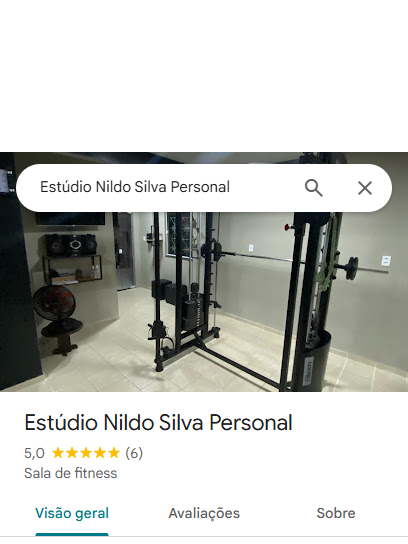 Estúdio Nildo Silva Personal
Estúdio Nildo Silva Personal
5,0 (6)
Sala de fitness
Visão geral Avaliações Sobre